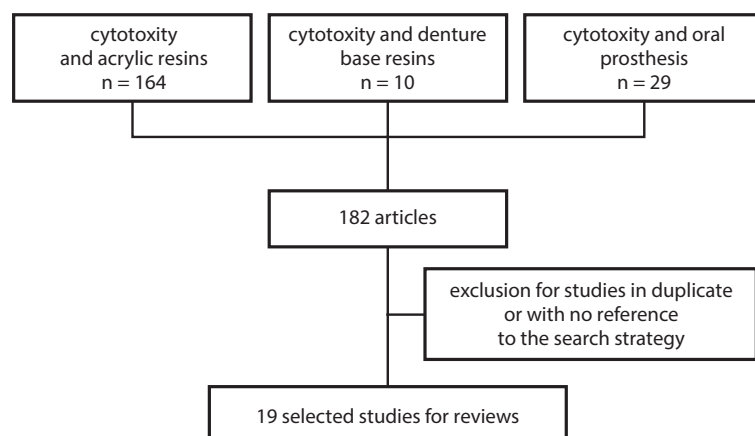 cytotoxity
and acrylic resins
n = 164
cytotoxity and denture
base resins
n = 10
cytotoxity and oral
prosthesis
n = 29
182 articles
exclusion for studies in duplicate
or with no reference
to the search strategy
19 selected studies for reviews